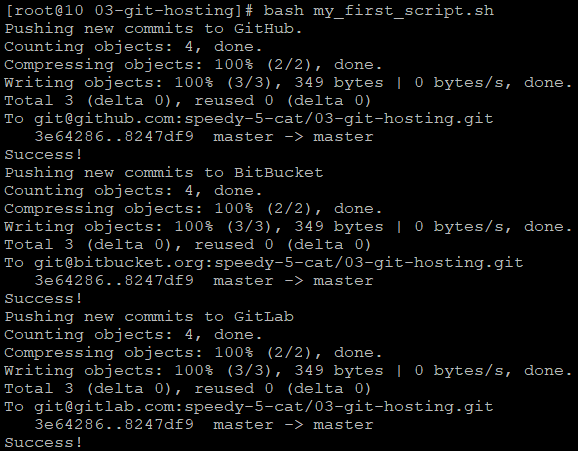 [root@10 03-git-hosting]# bash my_first_script.sh
Pushing new commits to GitHub.
Counting objects: 4, done.
Compressing objects: 100% (2/2), done.
Writing objects: 100% (3/3), 349 bytes | 0 bytes/s, done.
Total 3 (delta 0), reused 0 (delta 0)
To git@github.com:speedy-5-cat/03-git-hosting.git
   3e64286..8247df9  master -> master
Success!
Pushing new commits to BitBucket
Counting objects: 4, done.
Compressing objects: 100% (2/2), done.
Writing objects: 100% (3/3), 349 bytes | 0 bytes/s, done.
Total 3 (delta 0), reused 0 (delta 0)
To git@bitbucket.org:speedy-5-cat/03-git-hosting.git
   3e64286..8247df9  master -> master
Success!
Pushing new commits to GitLab
Counting objects: 4, done.
Compressing objects: 100% (2/2), done.
Writing objects: 100% (3/3), 349 bytes | 0 bytes/s, done.
Total 3 (delta 0), reused 0 (delta 0)
To git@gitlab.com:speedy-5-cat/03-git-hosting.git
   3e64286..8247df9  master -> master
Success!